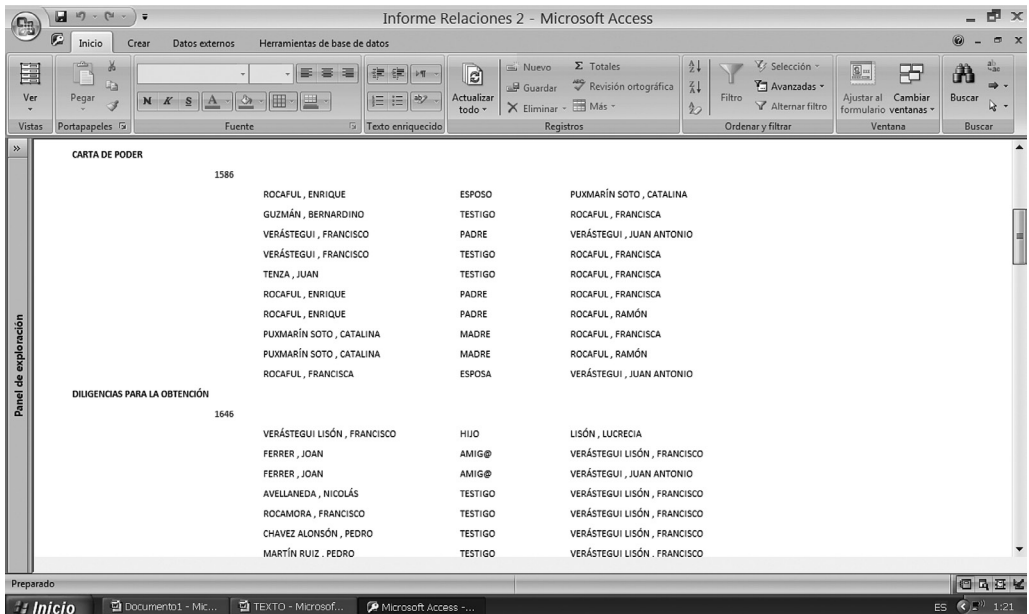 Informe Relaciones 2 - Microsoft Access
Inicio Crear Datos externos Herramientas de base de datos
Ver Pegar N K S A Actualizar todo Nuevo Guardar Eliminar Σ Totales Revisión ortográfica Más Filtro Selección Avanzadas Alternar filtro Ajustar al formulario Cambiar ventanas Buscar
Vistas Portapapeles Fuente Texto enriquecido Registros Ordenar y filtrar Ventana Buscar
Panel de exploración
CARTA DE PODER
1586
ROCAFUL , ENRIQUE ESPOSO PUXMARÍN SOTO , CATALINA
GUZMÁN , BERNARDINO TESTIGO ROCAFUL , FRANCISCA
VERÁSTEGUI , FRANCISCO PADRE VERÁSTEGUI , JUAN ANTONIO
VERÁSTEGUI , FRANCISCO TESTIGO ROCAFUL , FRANCISCA
TENZA , JUAN TESTIGO ROCAFUL , FRANCISCA
ROCAFUL , ENRIQUE PADRE ROCAFUL , FRANCISCA
ROCAFUL , ENRIQUE PADRE ROCAFUL , RAMÓN
PUXMARÍN SOTO , CATALINA MADRE ROCAFUL , FRANCISCA
PUXMARÍN SOTO , CATALINA MADRE ROCAFUL , RAMÓN
ROCAFUL , FRANCISCA ESPOSA VERÁSTEGUI , JUAN ANTONIO
DILIGENCIAS PARA LA OBTENCIÓN
1646
VERÁSTEGUI LISÓN , FRANCISCO HIJO LISÓN , LUCRECIA
FERRER , JOAN AMIG@ VERÁSTEGUI LISÓN , FRANCISCO
FERRER , JOAN AMIG@ VERÁSTEGUI , JUAN ANTONIO
AVELLANEDA , NICOLÁS TESTIGO VERÁSTEGUI LISÓN , FRANCISCO
ROCAMORA , FRANCISCO TESTIGO VERÁSTEGUI LISÓN , FRANCISCO
CHAVEZ ALONSÓN , PEDRO TESTIGO VERÁSTEGUI LISÓN , FRANCISCO
MARTÍN RUIZ , PEDRO TESTIGO VERÁSTEGUI LISÓN , FRANCISCO
Preparado
Inicio Documento1 - Mic... TEXTO - Microsof... Microsoft Access -... ES 1:21